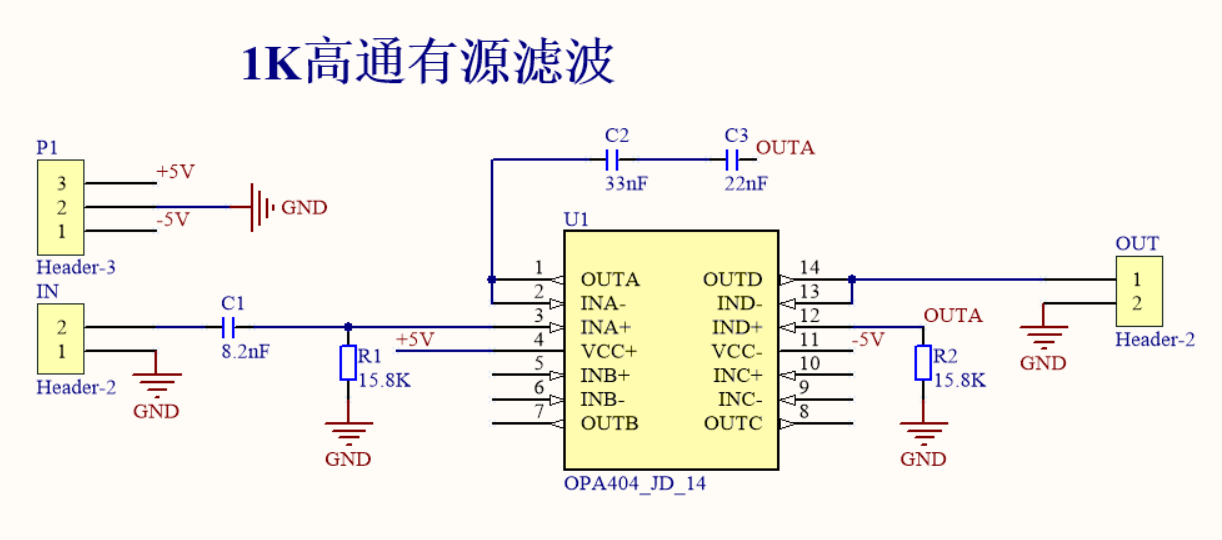 1K高通有源滤波
P1
3
2
1
+5V
-5V
GND
Header-3
IN
2
1
Header-2
GND
C1
8.2nF
R1
15.8K
GND
+5V
C2
33nF
C3
22nF
OUTA
U1
1 OUTA
2 INA-
3 INA+
4 VCC+
5 INB+
6 INB-
7 OUTB
OUTD 14
IND- 13
IND+ 12
VCC- 11
INC+ 10
INC- 9
OUTC 8
OPA404_JD_14
-5V
OUTA
R2
15.8K
GND
OUT
1
2
Header-2
GND